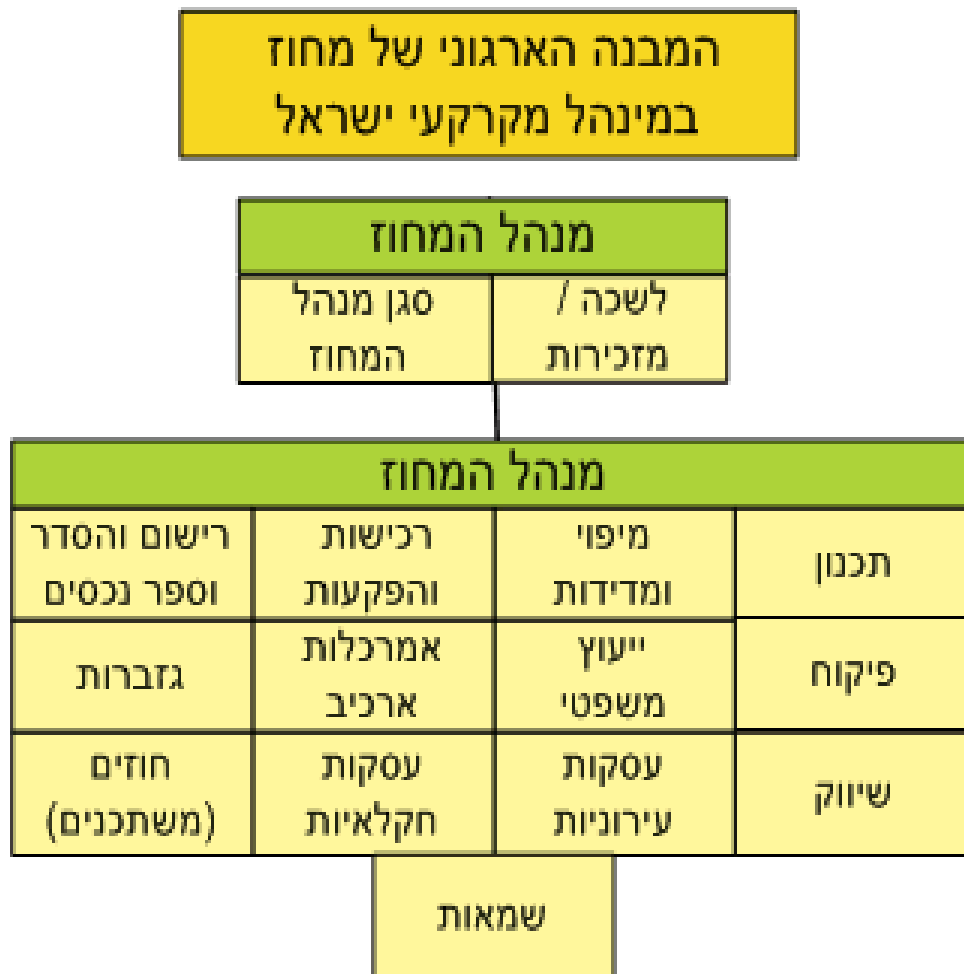 המבנה הארגוני של מחוז
במינהל מקרקעי ישראל
מנהל המחוז
לשכה /
מזכירות
סגן מנהל
המחוז
מנהל המחוז
תכנון
מיפוי
ומדידות
רכישות
והפקעות
רישום והסדר
וספר נכסים
פיקוח
ייעוץ
משפטי
אמרכלות
ארכיב
גזברות
שיווק
עסקות
עירוניות
עסקות
חקלאיות
חוזים
(משתכנים)
שמאות